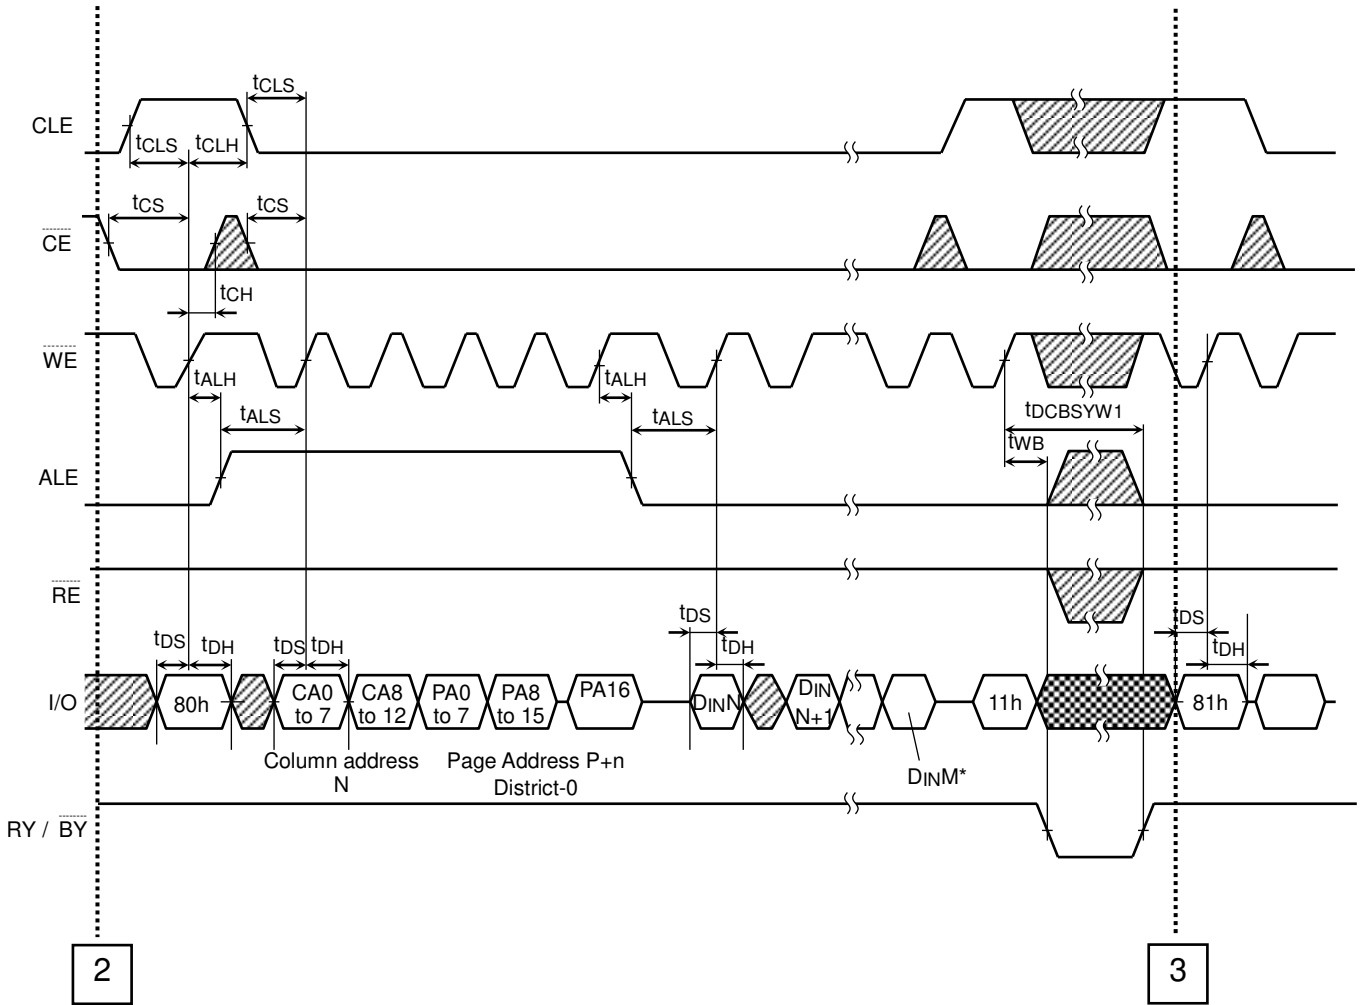 tCLS
CLE
tCLS
tCLH
tCS
tCS
CE
tCH
WE
tALH
tALH
tDCBSYW1
tALS
tALS
tWB
ALE
RE
tDS
tDH
tDS
tDH
tDS
tDH
tDS
tDH
I/O
80h
CA0 to 7
CA8 to 12
PA0 to 7
PA8 to 15
PA16
DINN
DIN N+1
11h
81h
Column address N
Page Address P+n District-0
DINM*
RY / BY
2
3